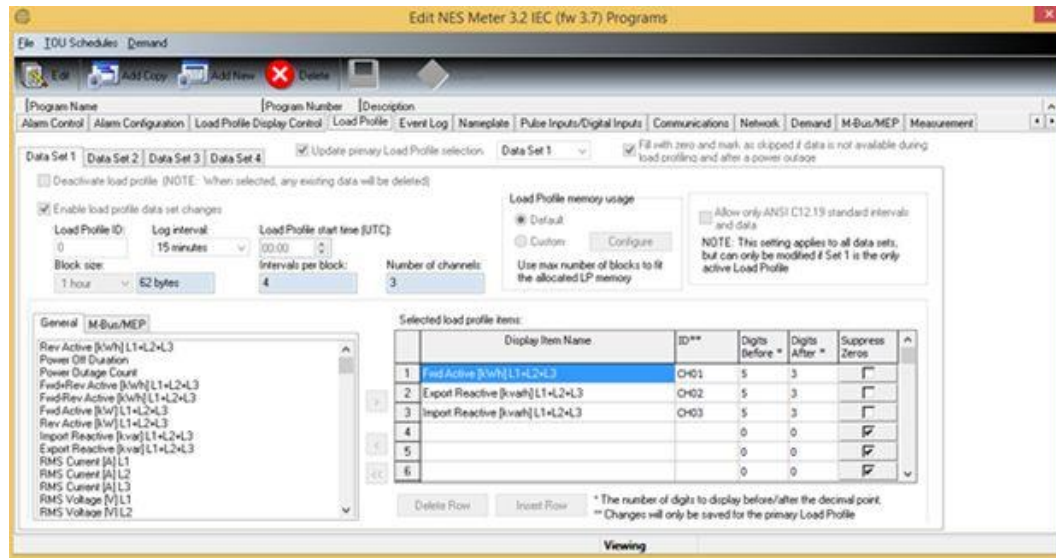 Edit NES Meter 3.2 IEC (fw 3.7) Programs
File TOU Schedules Demand
Edit Add Copy Add New Delete
Program Name Program Number Description
Alarm Control Alarm Configuration Load Profile Display Control Load Profile Event Log Nameplate Pulse Inputs/Digital Inputs Communications Network Demand M-Bus/MEP Measurement
Data Set 1 Data Set 2 Data Set 3 Data Set 4
Update primary Load Profile selection Data Set 1
Fill with zero and mark as skipped if data is not available during
load profiling and after a power outage
Deactivate load profile (NOTE: When selected, any existing data will be deleted)
Enable load profile data set changes
Load Profile ID: Log interval: Load Profile start time (UTC):
0 15 minutes 00:00
Block size: Intervals per block: Number of channels:
1 hour 62 bytes 4 3
Load Profile memory usage
Default
Custom Configure
Use max number of blocks to fit
the allocated LP memory
Allow only ANSI C12.19 standard intervals
and data
NOTE: This setting applies to all data sets,
but can only be modified if Set 1 is the only
active Load Profile
General M-Bus/MEP
Rev Active [kWh] L1+L2+L3
Power Off Duration
Power Outage Count
Fwd+Rev Active [kWh] L1+L2+L3
Fwd-Rev Active [kWh] L1+L2+L3
Fwd Active [kW] L1+L2+L3
Rev Active [kW] L1+L2+L3
Import Reactive [kvar] L1+L2+L3
Export Reactive [kvar] L1+L2+L3
RMS Current [A] L1
RMS Current [A] L2
RMS Current [A] L3
RMS Voltage [V] L1
RMS Voltage [V] L2
>
<
<<
Selected load profile items:
Display Item Name ID** Digits Before * Digits After * Suppress Zeros
1 Fwd Active [kWh] L1+L2+L3 CH01 5 3
2 Export Reactive [kvarh] L1+L2+L3 CH02 5 3
3 Import Reactive [kvarh] L1+L2+L3 CH03 5 3
4 0 0
5 0 0
6 0 0
Delete Row Insert Row
* The number of digits to display before/after the decimal point.
** Changes will only be saved for the primary Load Profile
Viewing